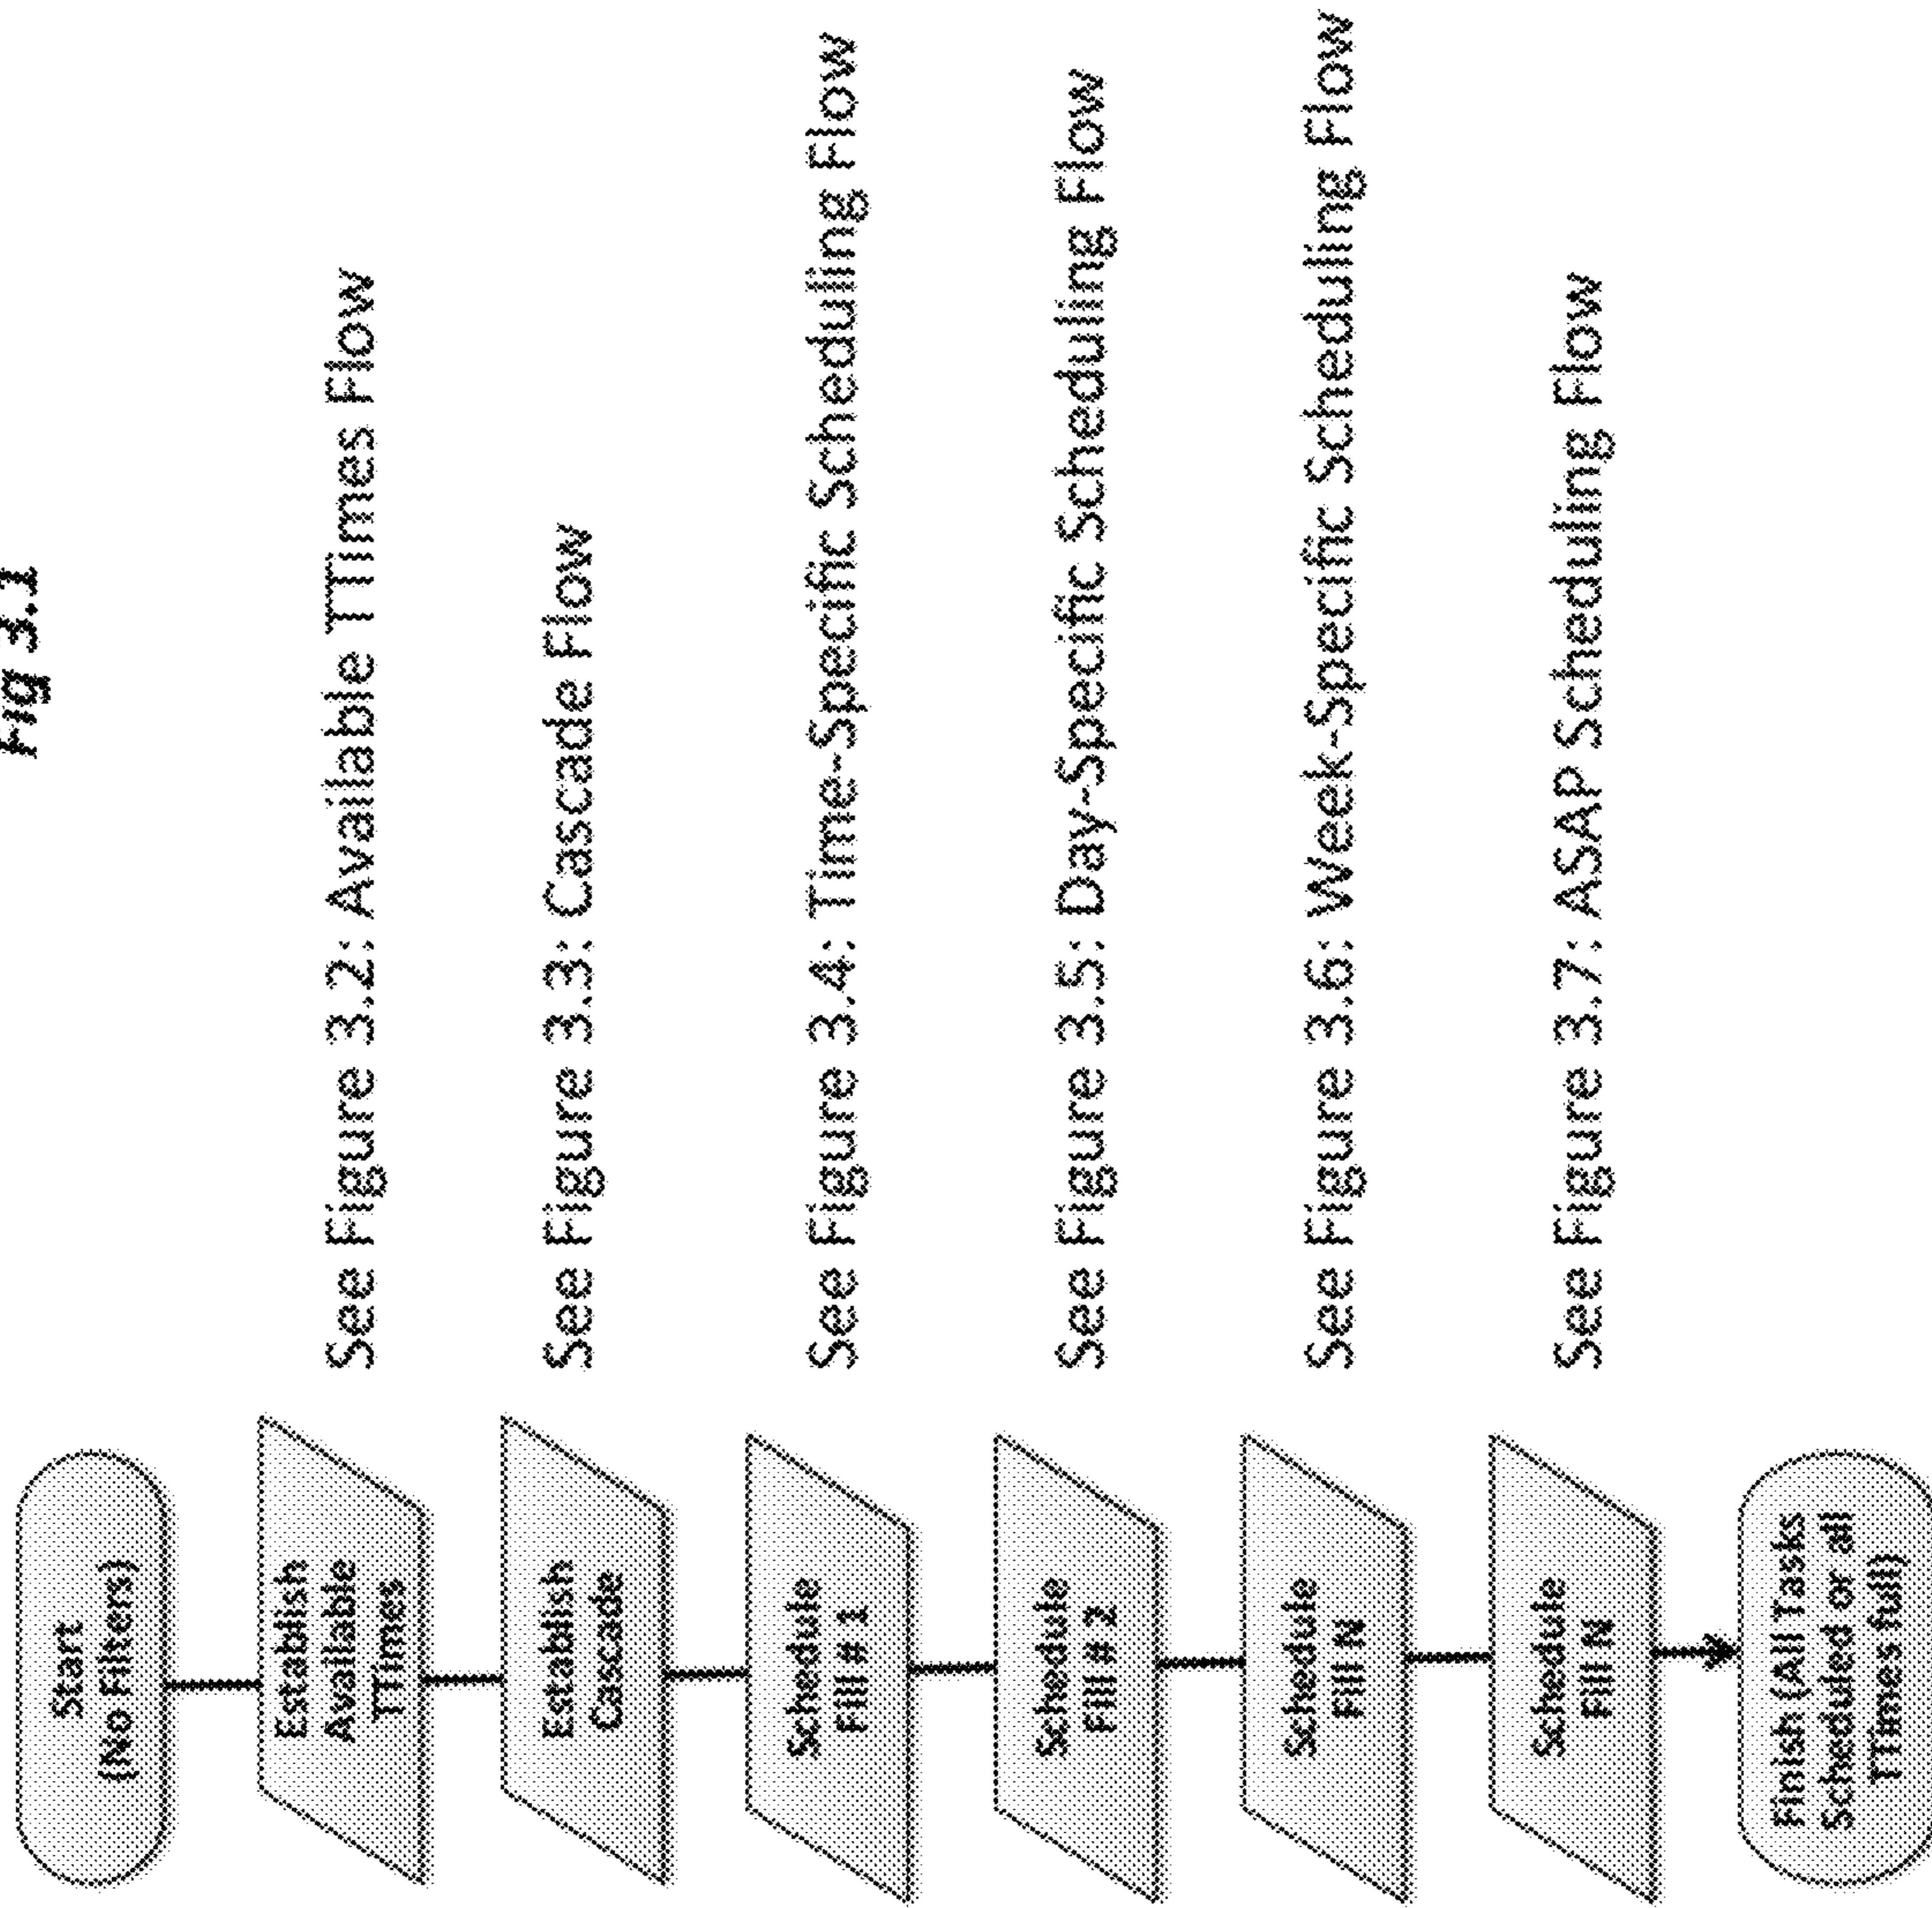 Fig 3.1
Start
(No Filters)
Establish
Available
TTimes
See Figure 3.2: Available TTimes Flow
Establish
Cascade
See Figure 3.3: Cascade Flow
Schedule
Fill # 1
See Figure 3.4: Time-Specific Scheduling Flow
Schedule
Fill # 2
See Figure 3.5: Day-Specific Scheduling Flow
Schedule
Fill N
See Figure 3.6: Week-Specific Scheduling Flow
Schedule
Fill N
See Figure 3.7: ASAP Scheduling Flow
Finish (All Tasks
Scheduled or all
TTimes full)